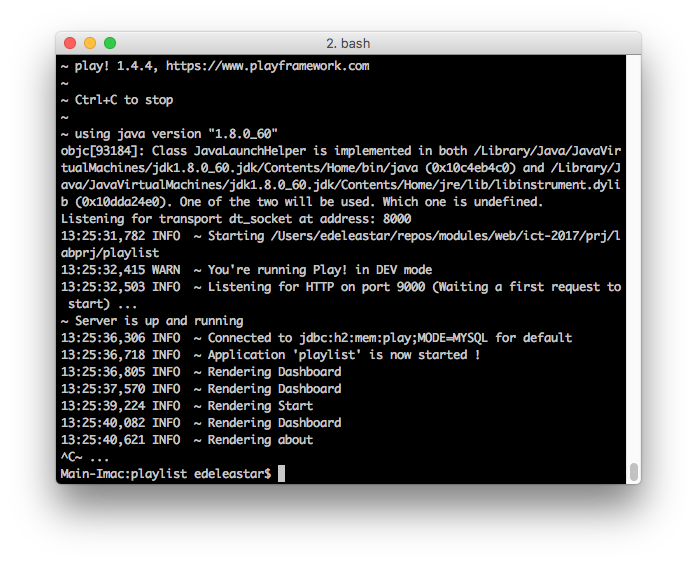 2. bash
~ play! 1.4.4, https://www.playframework.com
~
~ Ctrl+C to stop
~
~ using java version "1.8.0_60"
objc[93184]: Class JavaLaunchHelper is implemented in both /Library/Java/JavaVir
tualMachines/jdk1.8.0_60.jdk/Contents/Home/bin/java (0x10c4eb4c0) and /Library/J
ava/JavaVirtualMachines/jdk1.8.0_60.jdk/Contents/Home/jre/lib/libinstrument.dyli
b (0x10dda24e0). One of the two will be used. Which one is undefined.
Listening for transport dt_socket at address: 8000
13:25:31,782 INFO  ~ Starting /Users/edeleastar/repos/modules/web/ict-2017/prj/l
abprj/playlist
13:25:32,415 WARN  ~ You're running Play! in DEV mode
13:25:32,503 INFO  ~ Listening for HTTP on port 9000 (Waiting a first request to
 start) ...
~ Server is up and running
13:25:36,306 INFO  ~ Connected to jdbc:h2:mem:play;MODE=MYSQL for default
13:25:36,718 INFO  ~ Application 'playlist' is now started !
13:25:36,805 INFO  ~ Rendering Dashboard
13:25:37,570 INFO  ~ Rendering Dashboard
13:25:39,224 INFO  ~ Rendering Start
13:25:40,082 INFO  ~ Rendering Dashboard
13:25:40,621 INFO  ~ Rendering about
^C~ ...
Main-Imac:playlist edeleastar$